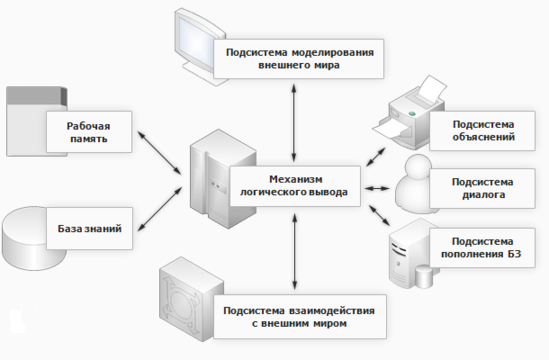 Подсистема моделирования
внешнего мира
Рабочая
память
Подсистема
объяснений
Механизм
логического вывода
Подсистема
диалога
База знаний
Подсистема
пополнения БЗ
Подсистема взаимодействия
с внешним миром